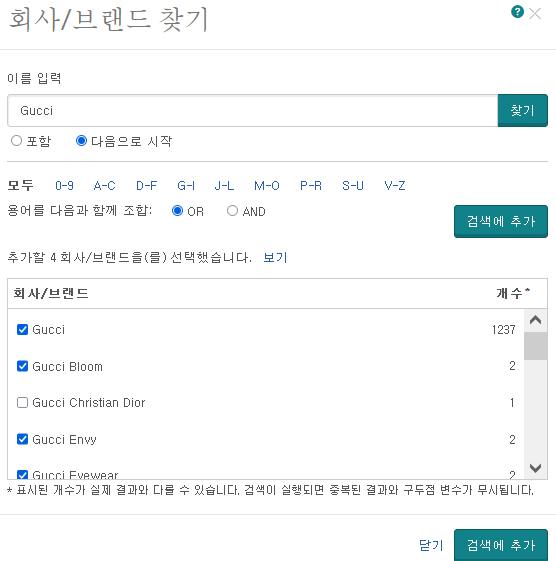 회사/브랜드 찾기
이름 입력
Gucci 찾기
포함 다음으로 시작
모두 0-9 A-C D-F G-I J-L M-O P-R S-U V-Z
용어를 다음과 함께 조합: OR AND
검색에 추가
추가할 4 회사/브랜드을(를) 선택했습니다. 보기
회사/브랜드 개수*
Gucci 1237
Gucci Bloom 2
Gucci Christian Dior 1
Gucci Envy 2
Gucci Eyewear 2
* 표시된 개수가 실제 결과와 다를 수 있습니다. 검색이 실행되면 중복된 결과와 구두점 변수가 무시됩니다.
닫기 검색에 추가